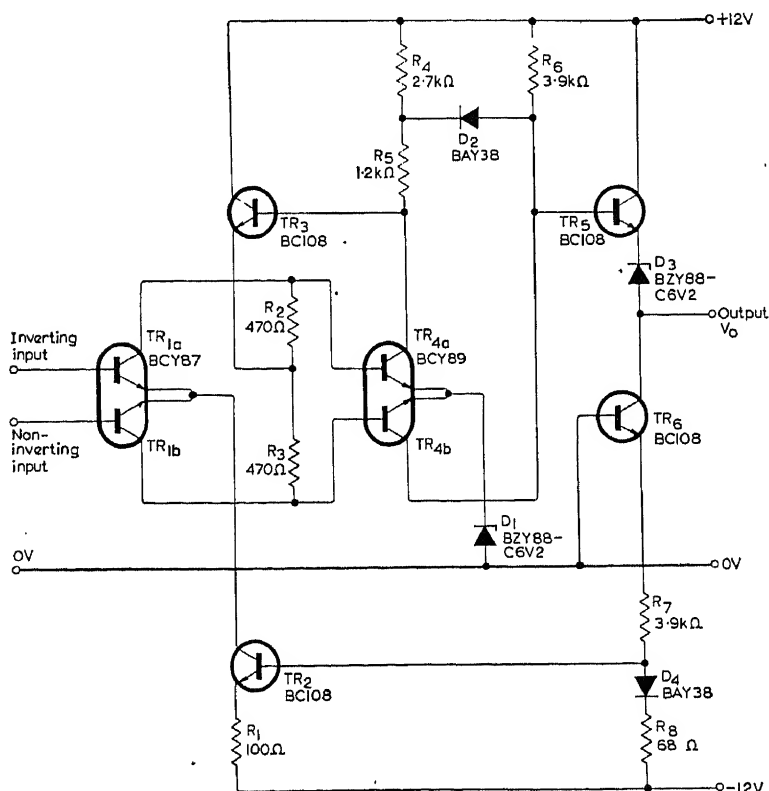 +12V
R4
2·7kΩ
R6
3·9kΩ
D2
BAY38
R5
1·2kΩ
TR3
BC108
TR5
BC108
D3
BZY88-
C6V2
R2
470Ω
Output
Vo
Inverting
input
TR1a
BCY87
TR4a
BCY89
TR6
BC108
Non-
inverting
input
TR1b
R3
470Ω
TR4b
D1
BZY88-
C6V2
0V
0V
R7
3·9kΩ
TR2
BC108
D4
BAY38
R1
100Ω
R8
68 Ω
-12V